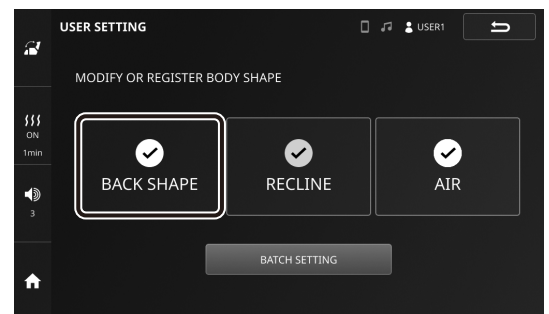 USER SETTING
USER1
MODIFY OR REGISTER BODY SHAPE
ON
1min
BACK SHAPE
RECLINE
AIR
3
BATCH SETTING